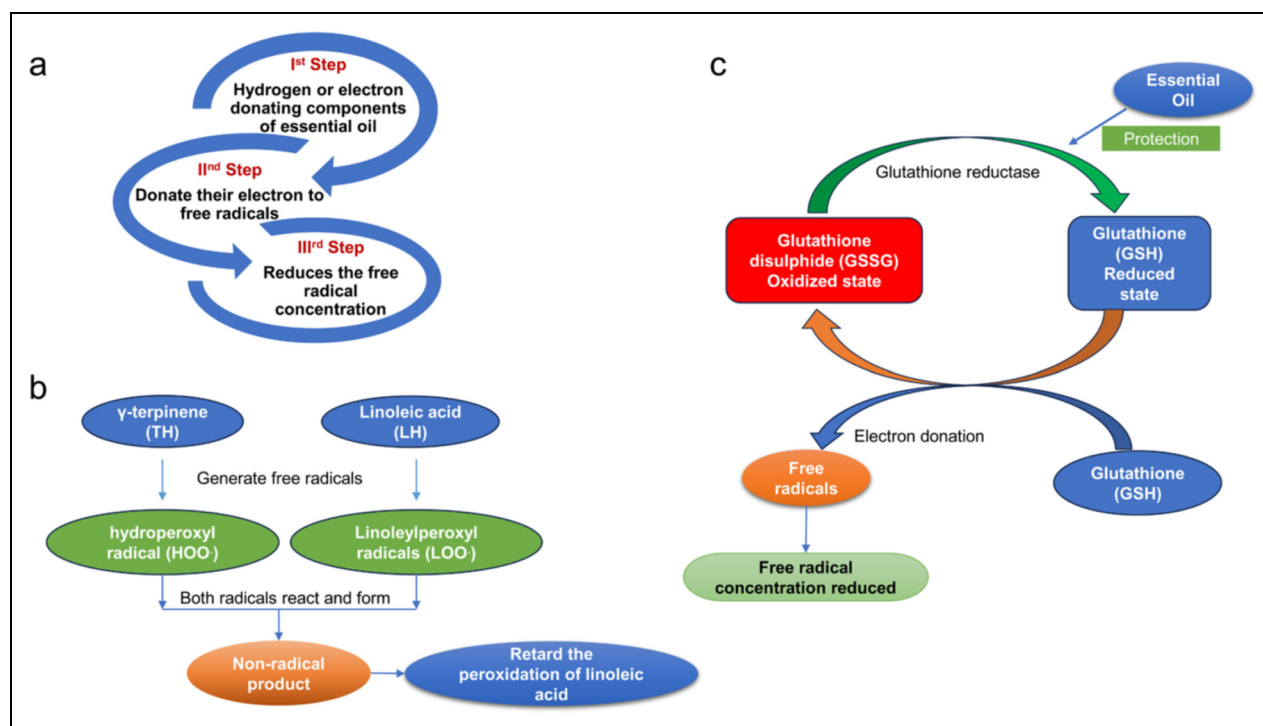 a
Iˢᵗ Step
Hydrogen or electron
donating components
of essential oil
IIⁿᵈ Step
Donate their electron to
free radicals
IIIʳᵈ Step
Reduces the free
radical
concentration
b
γ-terpinene
(TH)
Linoleic acid
(LH)
Generate free radicals
hydroperoxyl
radical (HOO·)
Linoleylperoxyl
radicals (LOO·)
Both radicals react and form
Non-radical
product
Retard the
peroxidation of linoleic
acid
c
Essential
Oil
Protection
Glutathione reductase
Glutathione
disulphide (GSSG)
Oxidized state
Glutathione
(GSH)
Reduced
state
Electron donation
Free
radicals
Glutathione
(GSH)
Free radical
concentration reduced